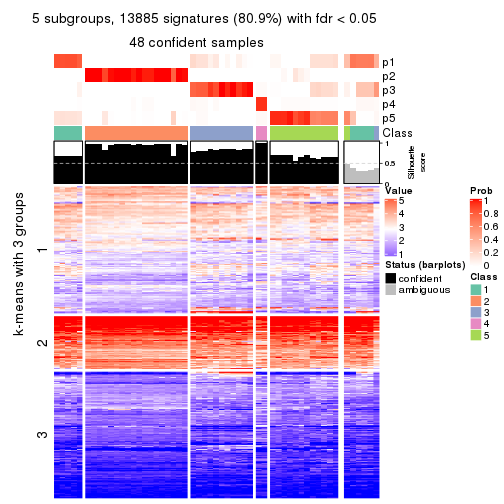 5 subgroups, 13885 signatures (80.9%) with fdr < 0.05
48 confident samples
p1
p2
p3
p4
p5
Class
1
0.5
0
Silhouette
score
k-means with 3 groups
1
2
3
Value
5
4
3
2
1
Status (barplots)
confident
ambiguous
Prob
1
0.8
0.6
0.4
0.2
0
Class
1
2
3
4
5